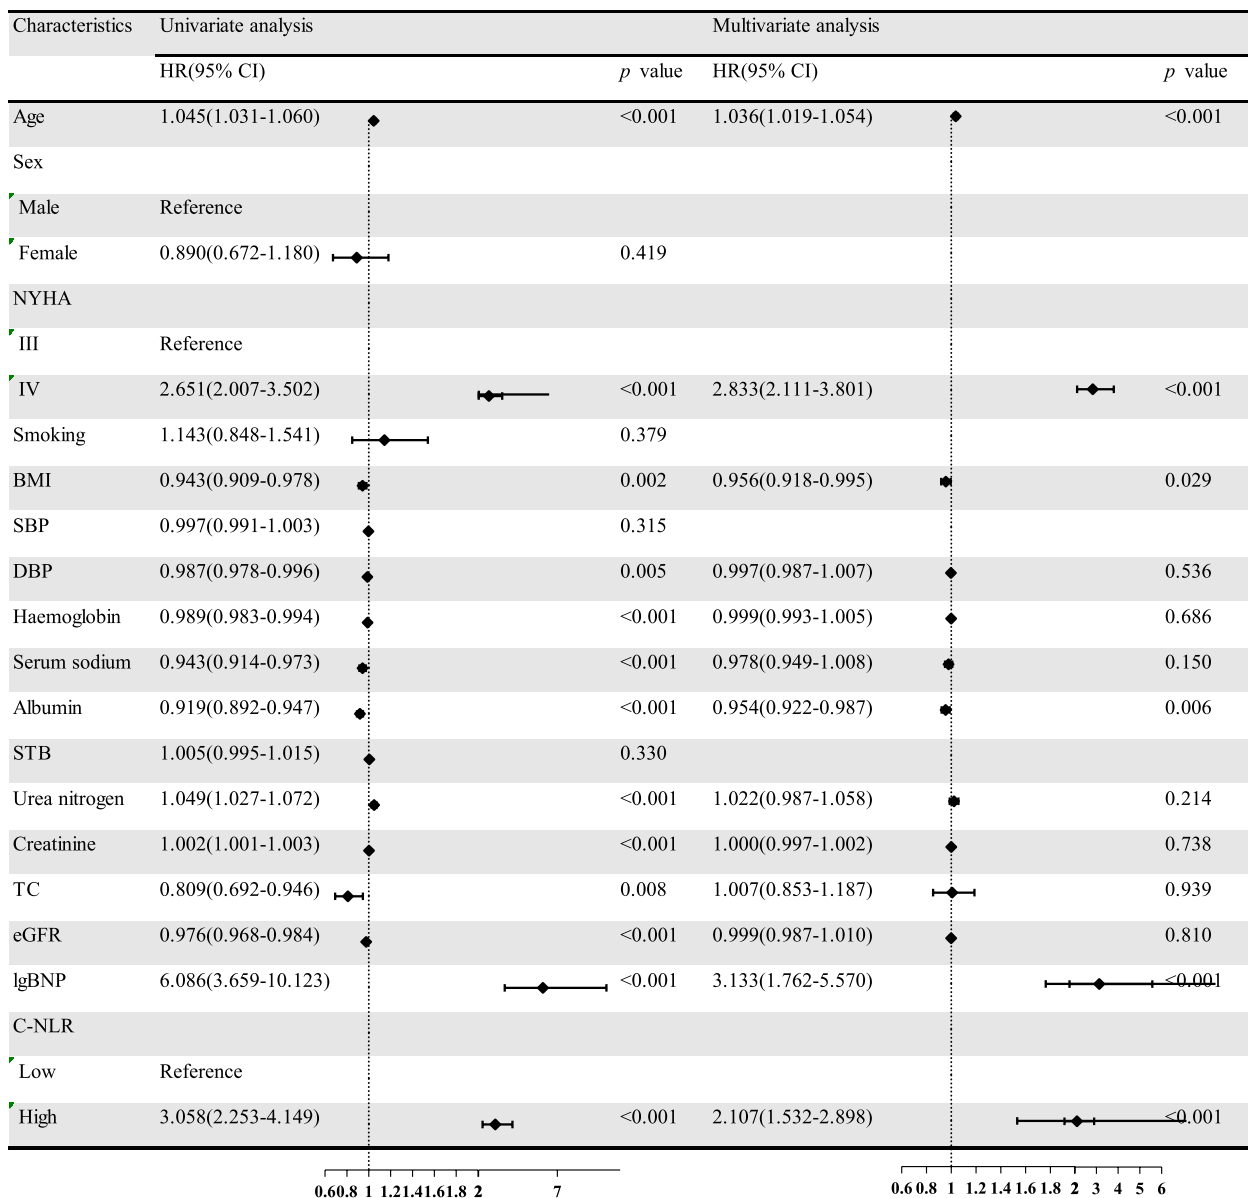 Characteristics Univariate analysis Multivariate analysis
HR(95% CI) p value HR(95% CI) p value
Age 1.045(1.031-1.060) <0.001 1.036(1.019-1.054) <0.001
Sex
Male Reference
Female 0.890(0.672-1.180) 0.419
NYHA
III Reference
IV 2.651(2.007-3.502) <0.001 2.833(2.111-3.801) <0.001
Smoking 1.143(0.848-1.541) 0.379
BMI 0.943(0.909-0.978) 0.002 0.956(0.918-0.995) 0.029
SBP 0.997(0.991-1.003) 0.315
DBP 0.987(0.978-0.996) 0.005 0.997(0.987-1.007) 0.536
Haemoglobin 0.989(0.983-0.994) <0.001 0.999(0.993-1.005) 0.686
Serum sodium 0.943(0.914-0.973) <0.001 0.978(0.949-1.008) 0.150
Albumin 0.919(0.892-0.947) <0.001 0.954(0.922-0.987) 0.006
STB 1.005(0.995-1.015) 0.330
Urea nitrogen 1.049(1.027-1.072) <0.001 1.022(0.987-1.058) 0.214
Creatinine 1.002(1.001-1.003) <0.001 1.000(0.997-1.002) 0.738
TC 0.809(0.692-0.946) 0.008 1.007(0.853-1.187) 0.939
eGFR 0.976(0.968-0.984) <0.001 0.999(0.987-1.010) 0.810
lgBNP 6.086(3.659-10.123) <0.001 3.133(1.762-5.570) <0.001
C-NLR
Low Reference
High 3.058(2.253-4.149) <0.001 2.107(1.532-2.898) <0.001
0.6 0.8 1 1.2 1.4 1.6 1.8 2 7 0.6 0.8 1 1.2 1.4 1.6 1.8 2 3 4 5 6